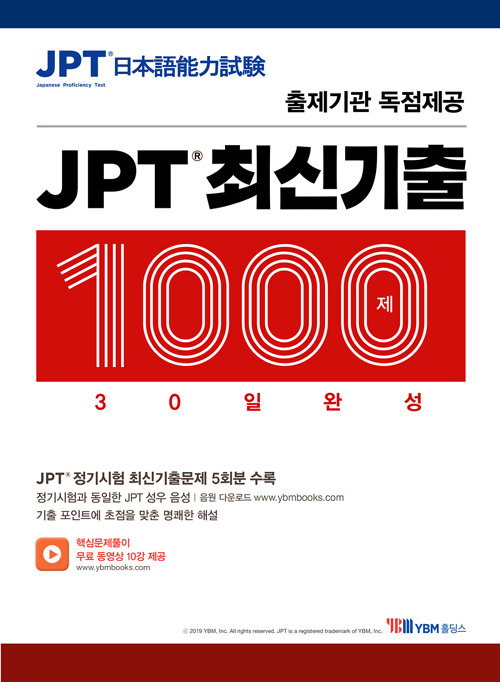 JPT® 日本語能力試験
Japanese Proficiency Test
출제기관 독점제공
JPT® 최신기출
1000제
30일완성
JPT® 정기시험 최신기출문제 5회분 수록
정기시험과 동일한 JPT 성우 음성 | 음원 다운로드 www.ybmbooks.com
기출 포인트에 초점을 맞춘 명쾌한 해설
핵심문제풀이
무료 동영상 10강 제공
www.ybmbooks.com
ⓒ 2019 YBM, Inc. All rights reserved. JPT is a registered trademark of YBM, Inc.
YBM YBM홀딩스